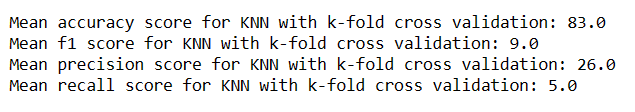 Mean accuracy score for KNN with k-fold cross validation: 83.0
Mean f1 score for KNN with k-fold cross validation: 9.0
Mean precision score for KNN with k-fold cross validation: 26.0
Mean recall score for KNN with k-fold cross validation: 5.0